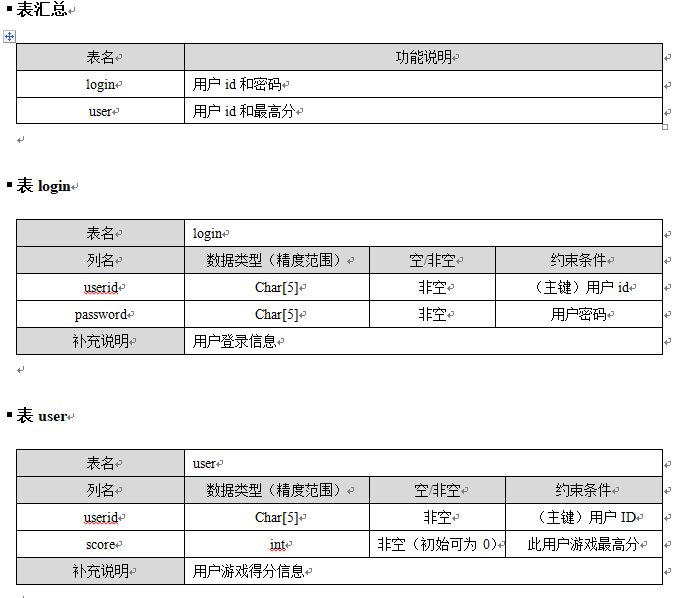 表汇总
表名 功能说明
login 用户 id 和密码
user 用户 id 和最高分
表 login
表名 login
列名 数据类型（精度范围） 空/非空 约束条件
userid Char[5] 非空 （主键）用户 id
password Char[5] 非空 用户密码
补充说明 用户登录信息
表 user
表名 user
列名 数据类型（精度范围） 空/非空 约束条件
userid Char[5] 非空 （主键）用户 ID
score int 非空（初始可为 0） 此用户游戏最高分
补充说明 用户游戏得分信息